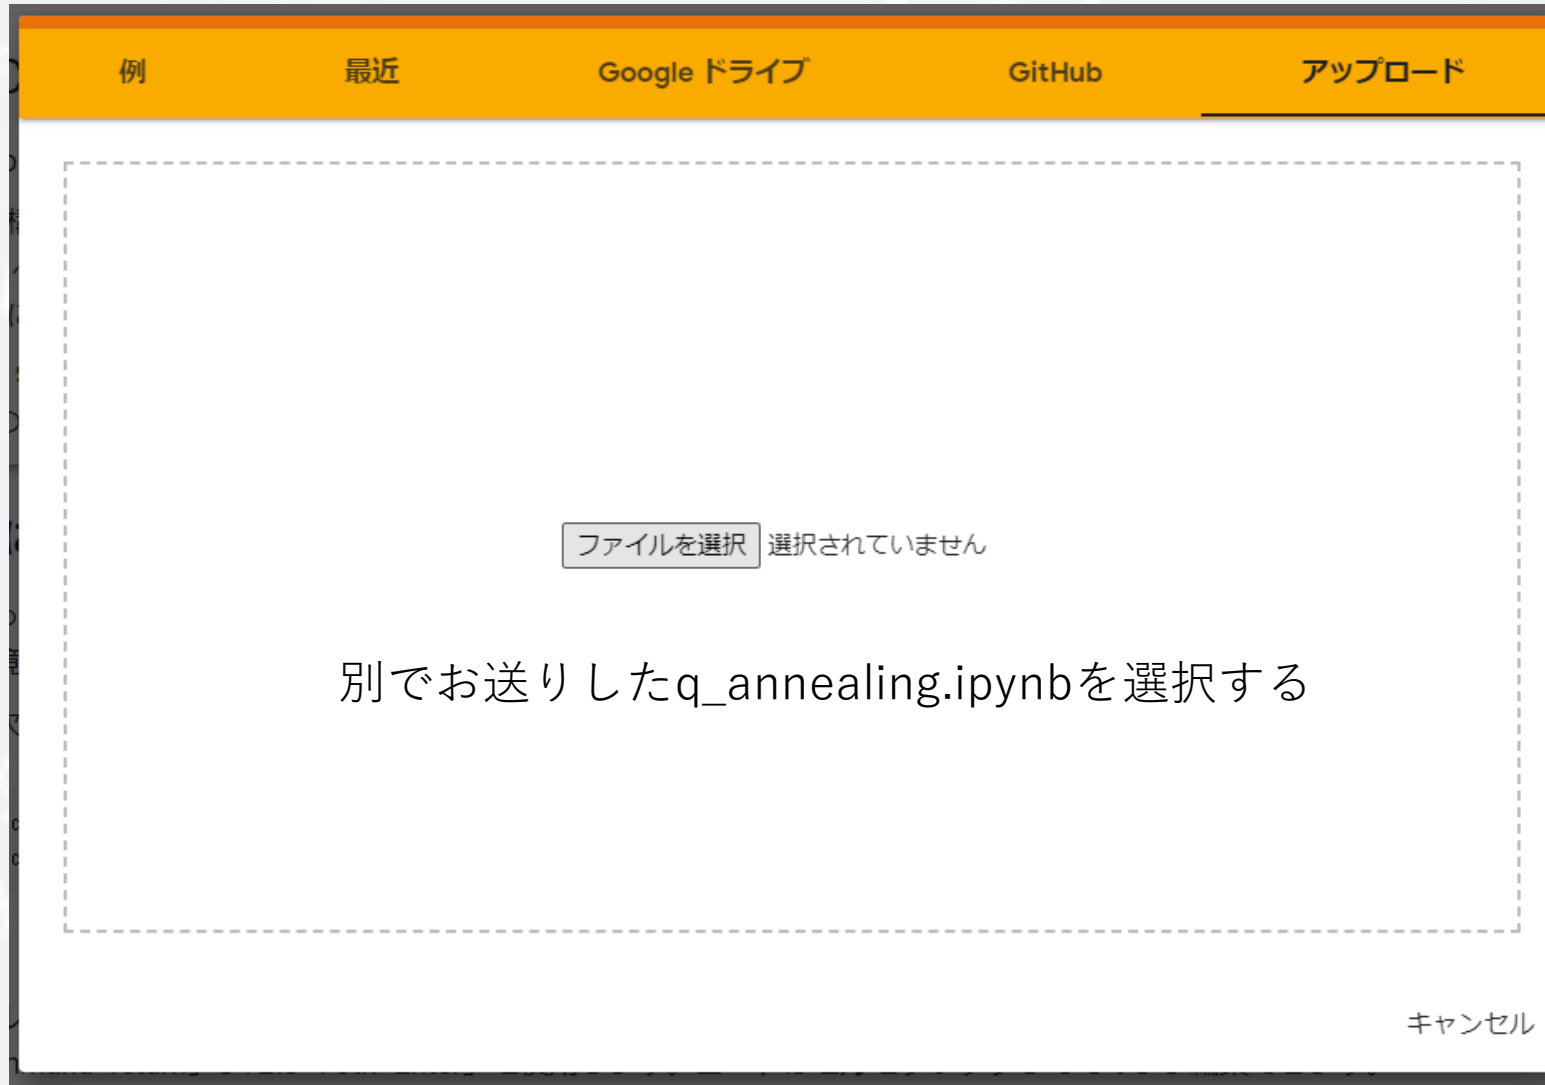 例 最近 Google ドライブ GitHub アップロード
ファイルを選択 選択されていません
別でお送りしたq_annealing.ipynbを選択する
キャンセル